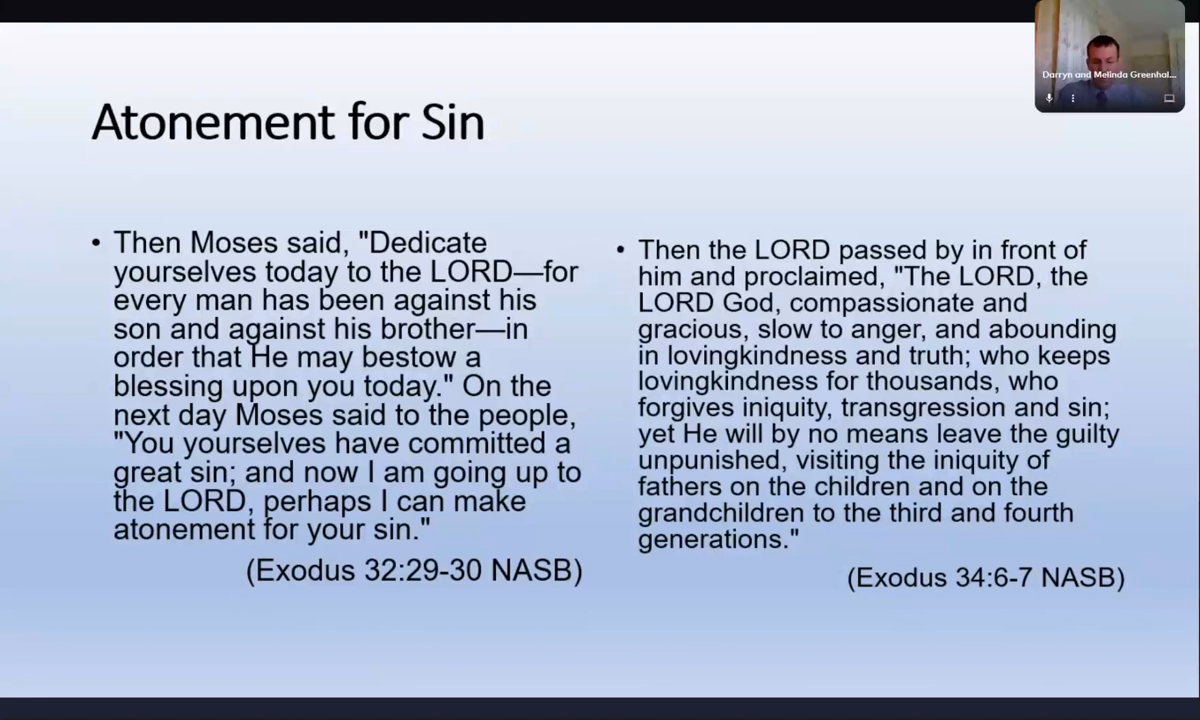 Darryn and Melinda Greenhal...
Atonement for Sin
• Then Moses said, "Dedicate
yourselves today to the LORD—for
every man has been against his
son and against his brother—in
order that He may bestow a
blessing upon you today." On the
next day Moses said to the people,
"You yourselves have committed a
great sin; and now I am going up to
the LORD, perhaps I can make
atonement for your sin."
(Exodus 32:29-30 NASB)
• Then the LORD passed by in front of
him and proclaimed, "The LORD, the
LORD God, compassionate and
gracious, slow to anger, and abounding
in lovingkindness and truth; who keeps
lovingkindness for thousands, who
forgives iniquity, transgression and sin;
yet He will by no means leave the guilty
unpunished, visiting the iniquity of
fathers on the children and on the
grandchildren to the third and fourth
generations."
(Exodus 34:6-7 NASB)